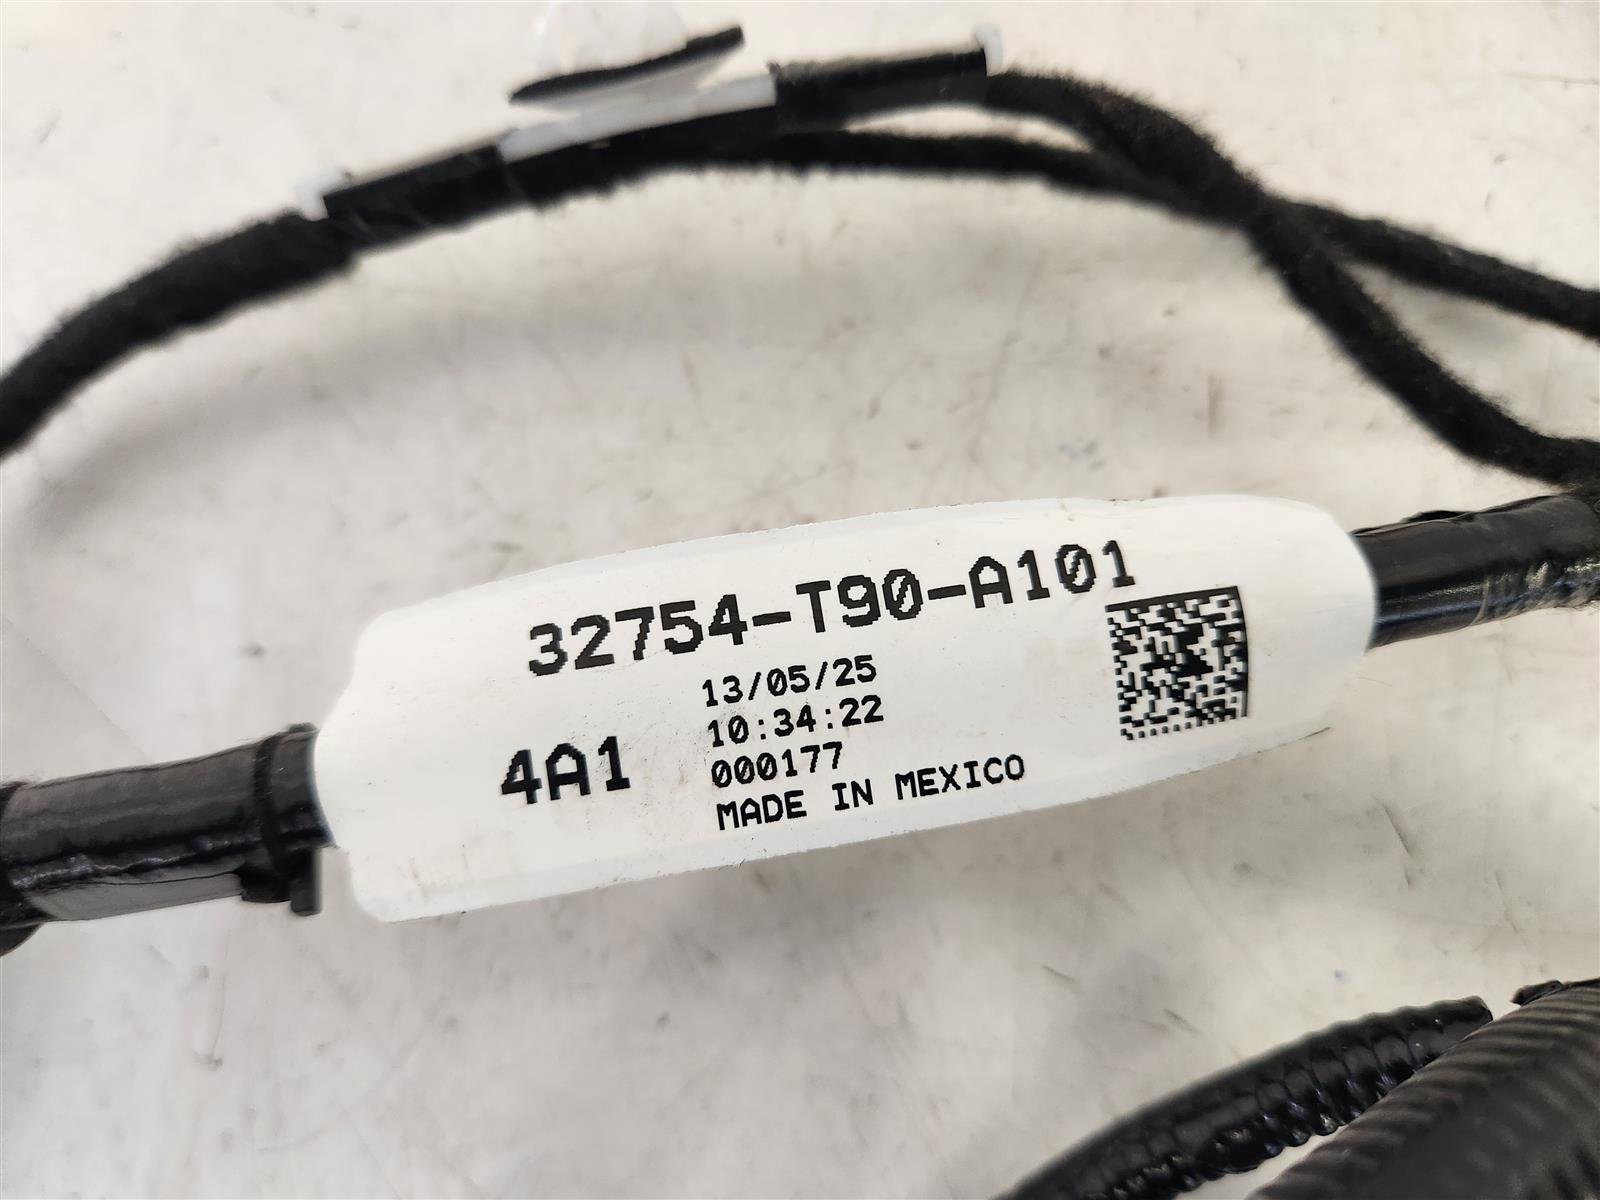 32754-T90-A101
13/05/25
10:34:22
4A1
000177
MADE IN MEXICO